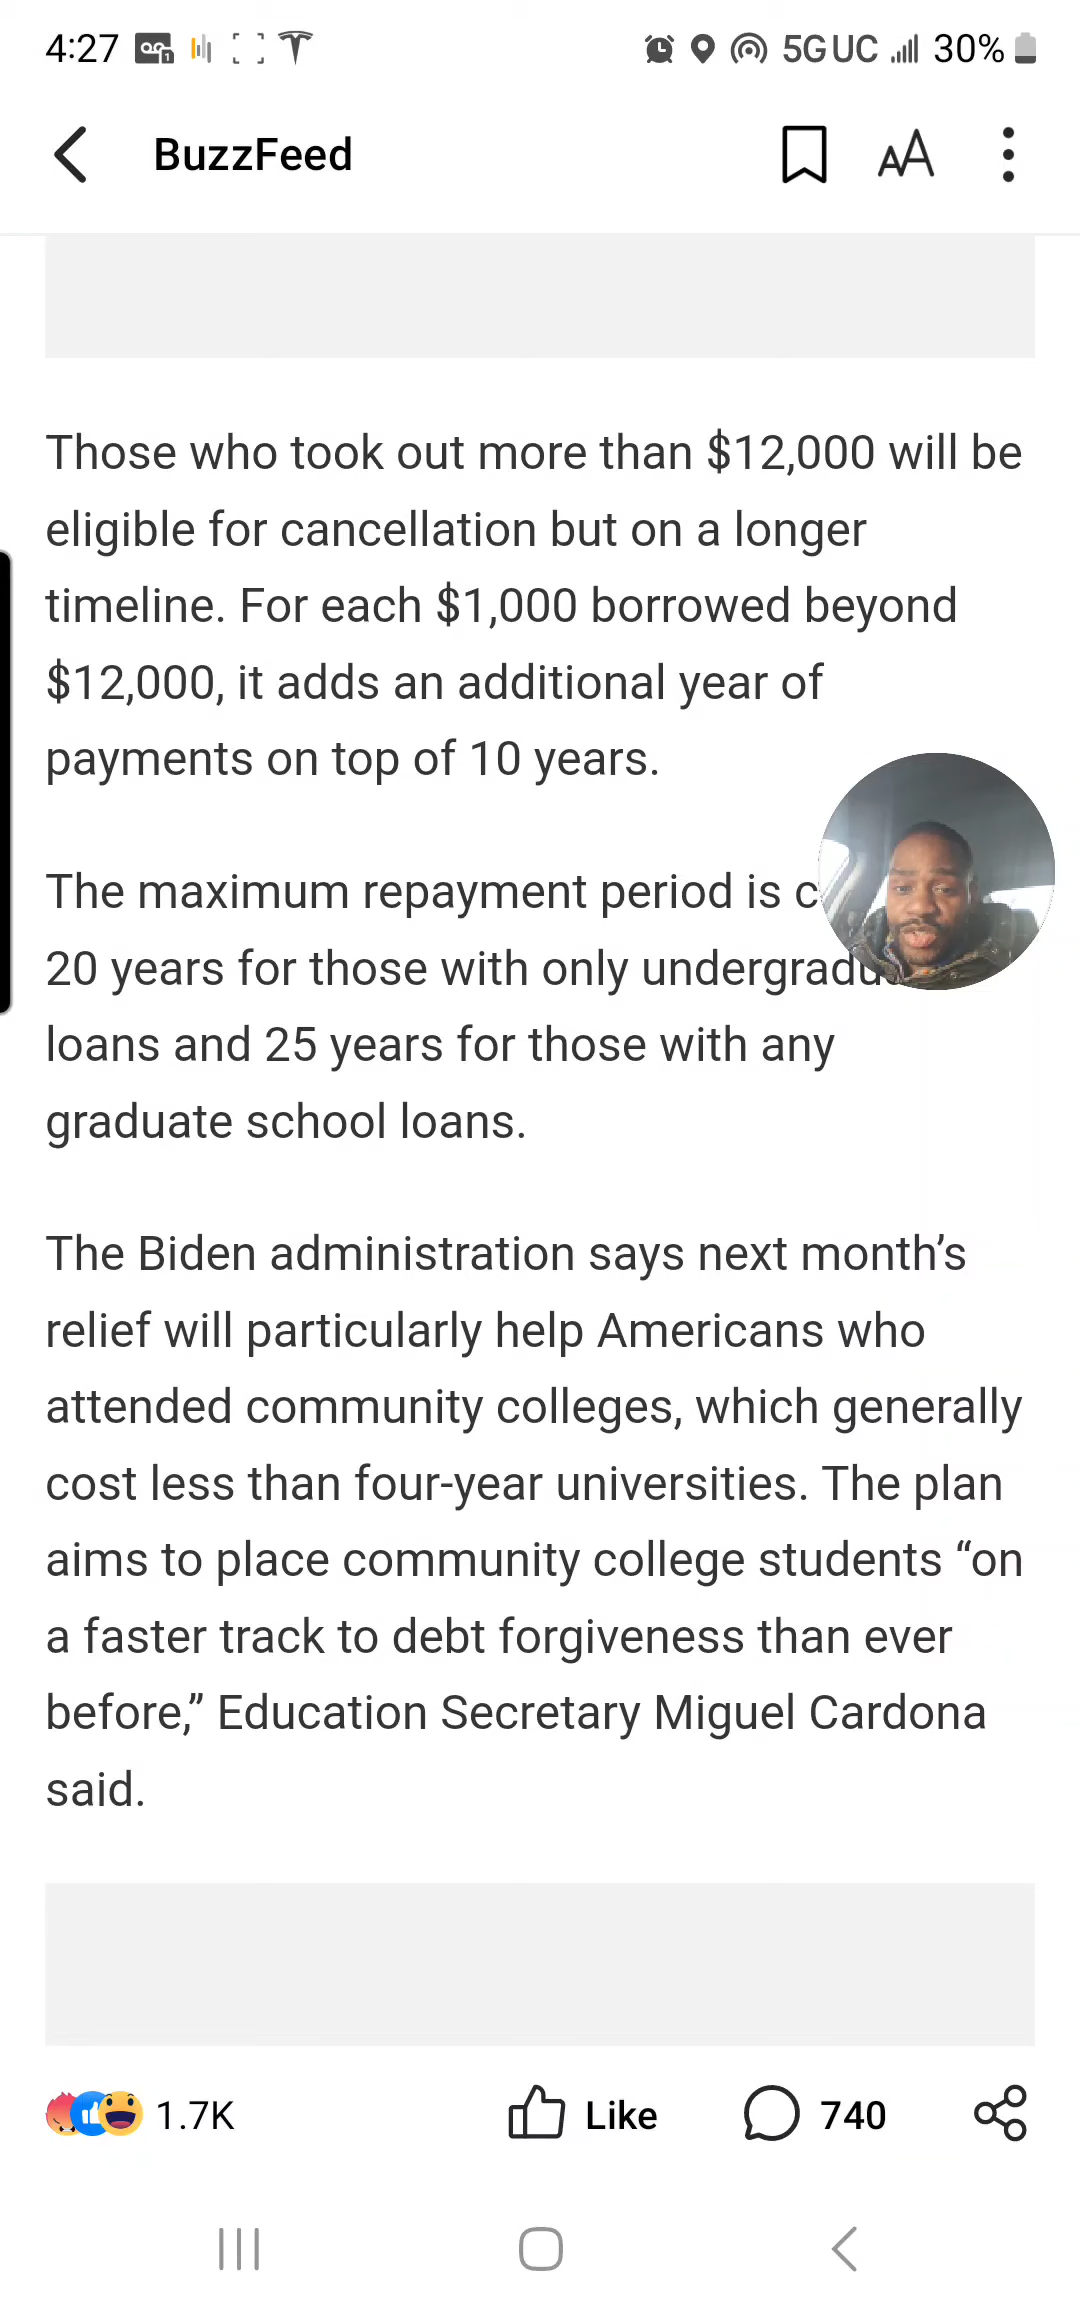 4:27 5G UC 30%
BuzzFeed AA
Those who took out more than $12,000 will be
eligible for cancellation but on a longer
timeline. For each $1,000 borrowed beyond
$12,000, it adds an additional year of
payments on top of 10 years.
The maximum repayment period is
20 years for those with only
loans and 25 years for those with any
graduate school loans.
The Biden administration says next month’s
relief will particularly help Americans who
attended community colleges, which generally
cost less than four-year universities. The plan
aims to place community college students “on
a faster track to debt forgiveness than ever
before,” Education Secretary Miguel Cardona
said.
1.7K Like 740